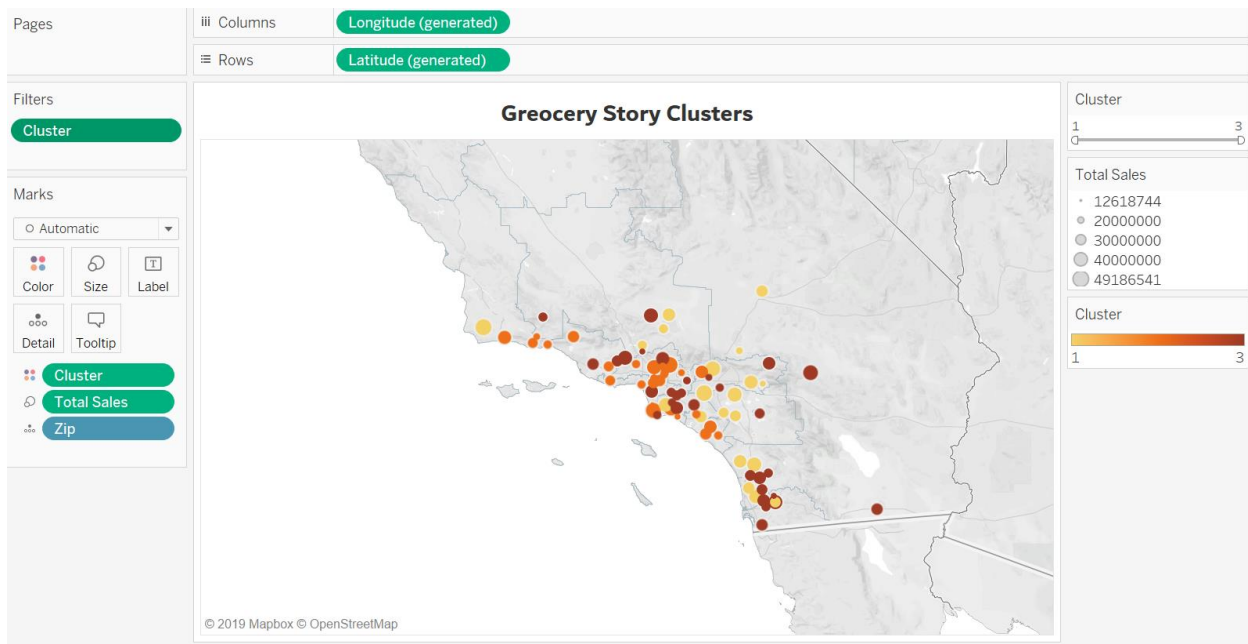 Pages
Columns
Longitude (generated)
Rows
Latitude (generated)
Filters
Cluster
Marks
Automatic
Color
Size
Label
Detail
Tooltip
Cluster
Total Sales
Zip
Greocery Story Clusters
© 2019 Mapbox © OpenStreetMap
Cluster
1 3
Total Sales
12618744
20000000
30000000
40000000
49186541
Cluster
1 3